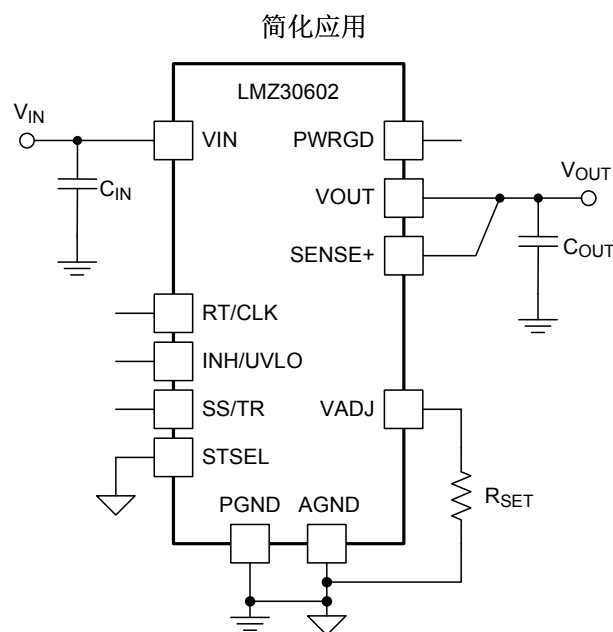 简化应用
LMZ30602
VIN
VIN
CIN
PWRGD
VOUT
VOUT
SENSE+
COUT
RT/CLK
INH/UVLO
SS/TR
VADJ
STSEL
RSET
PGND AGND